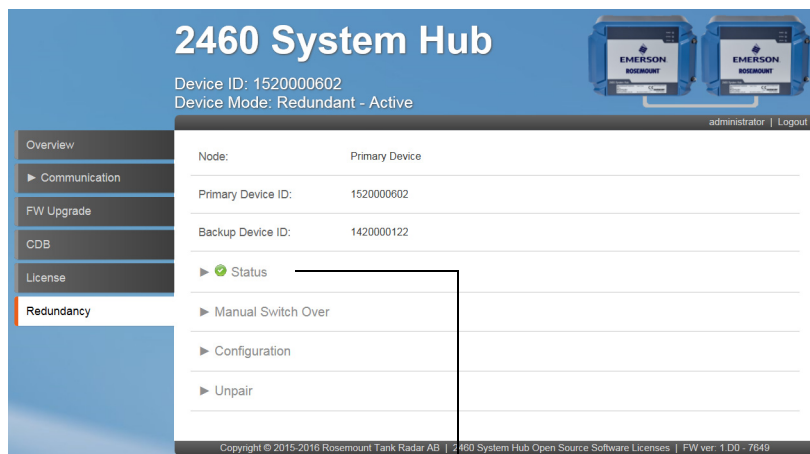 2460 System Hub
EMERSON
ROSEMOUNT
EMERSON
ROSEMOUNT
Device ID: 1520000602
Device Mode: Redundant - Active
administrator | Logout
Overview
► Communication
FW Upgrade
CDB
License
Redundancy
Node: Primary Device
Primary Device ID: 1520000602
Backup Device ID: 1420000122
► Status
► Manual Switch Over
► Configuration
► Unpair
Copyright © 2015-2016 Rosemount Tank Radar AB | 2460 System Hub Open Source Software Licenses | FW ver: 1.D0 - 7649